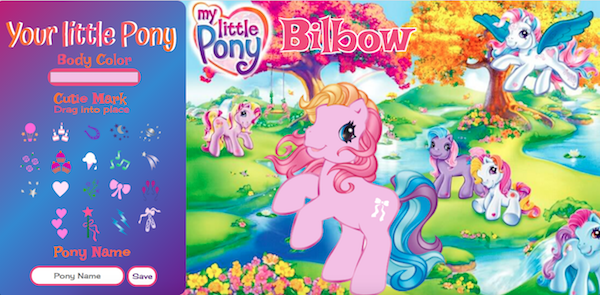 Your little Pony
Body Color
Cutie Mark
Drag into place
Pony Name
Pony Name
Save
my
little
Pony
Bilbow